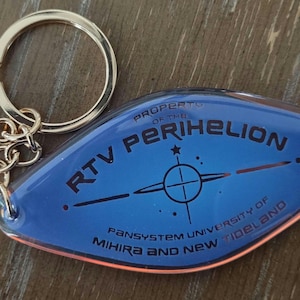 PROPERTY
OF THE
RTV PERIHELION
PANSYSTEM UNIVERSITY OF
MIHIRA AND NEW TIDELAND